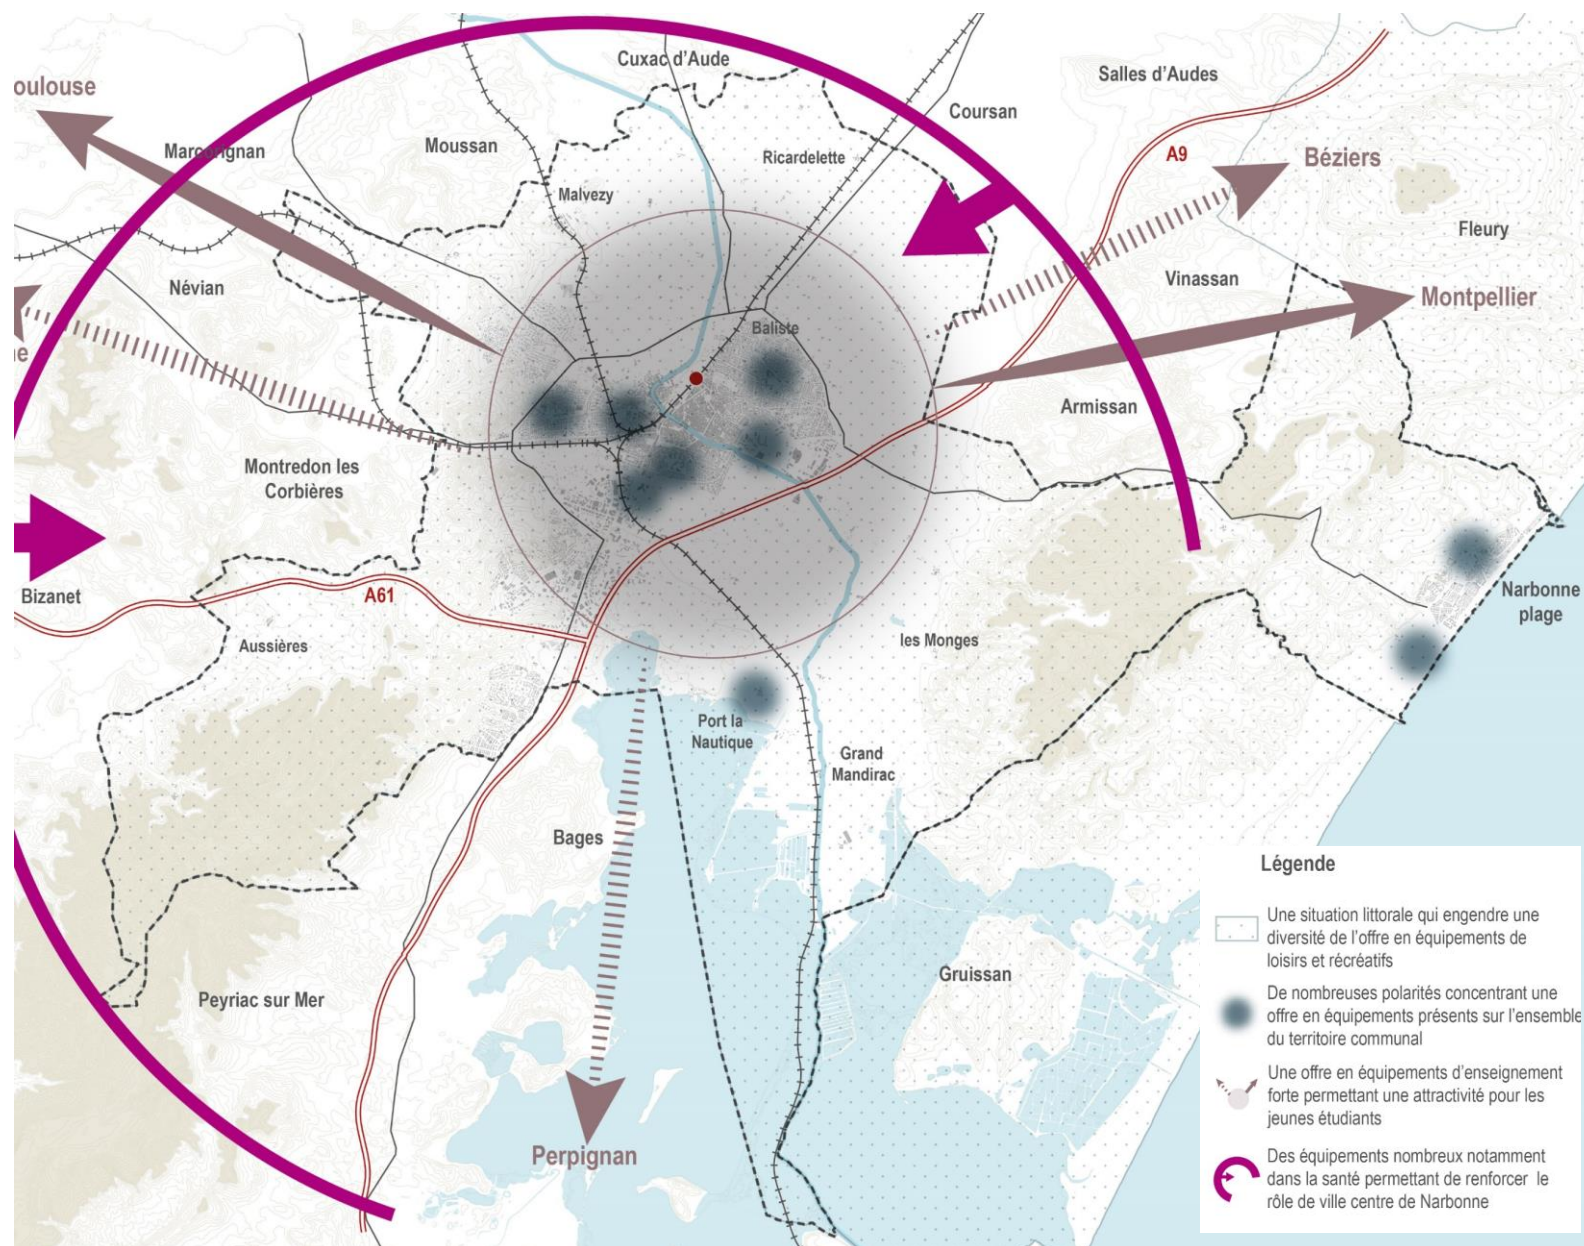 Cuxac d'Aude
Salles d'Audes
oulouse
Coursan
Moussan
Marcorignan
Ricardelette
A9
Béziers
Malvezy
Fleury
Névian
Vinassan
Montpellier
Baliste
ne
Armissan
Montredon les
Corbières
Bizanet
A61
Narbonne
plage
Aussières
les Monges
Port la
Nautique
Grand
Mandirac
Bages
Gruissan
Peyriac sur Mer
Perpignan
Légende
Une situation littorale qui engendre une
diversité de l'offre en équipements de
loisirs et récréatifs
De nombreuses polarités concentrant une
offre en équipements présents sur l'ensemble
du territoire communal
Une offre en équipements d'enseignement
forte permettant une attractivité pour les
jeunes étudiants
Des équipements nombreux notamment
dans la santé permettant de renforcer le
rôle de ville centre de Narbonne